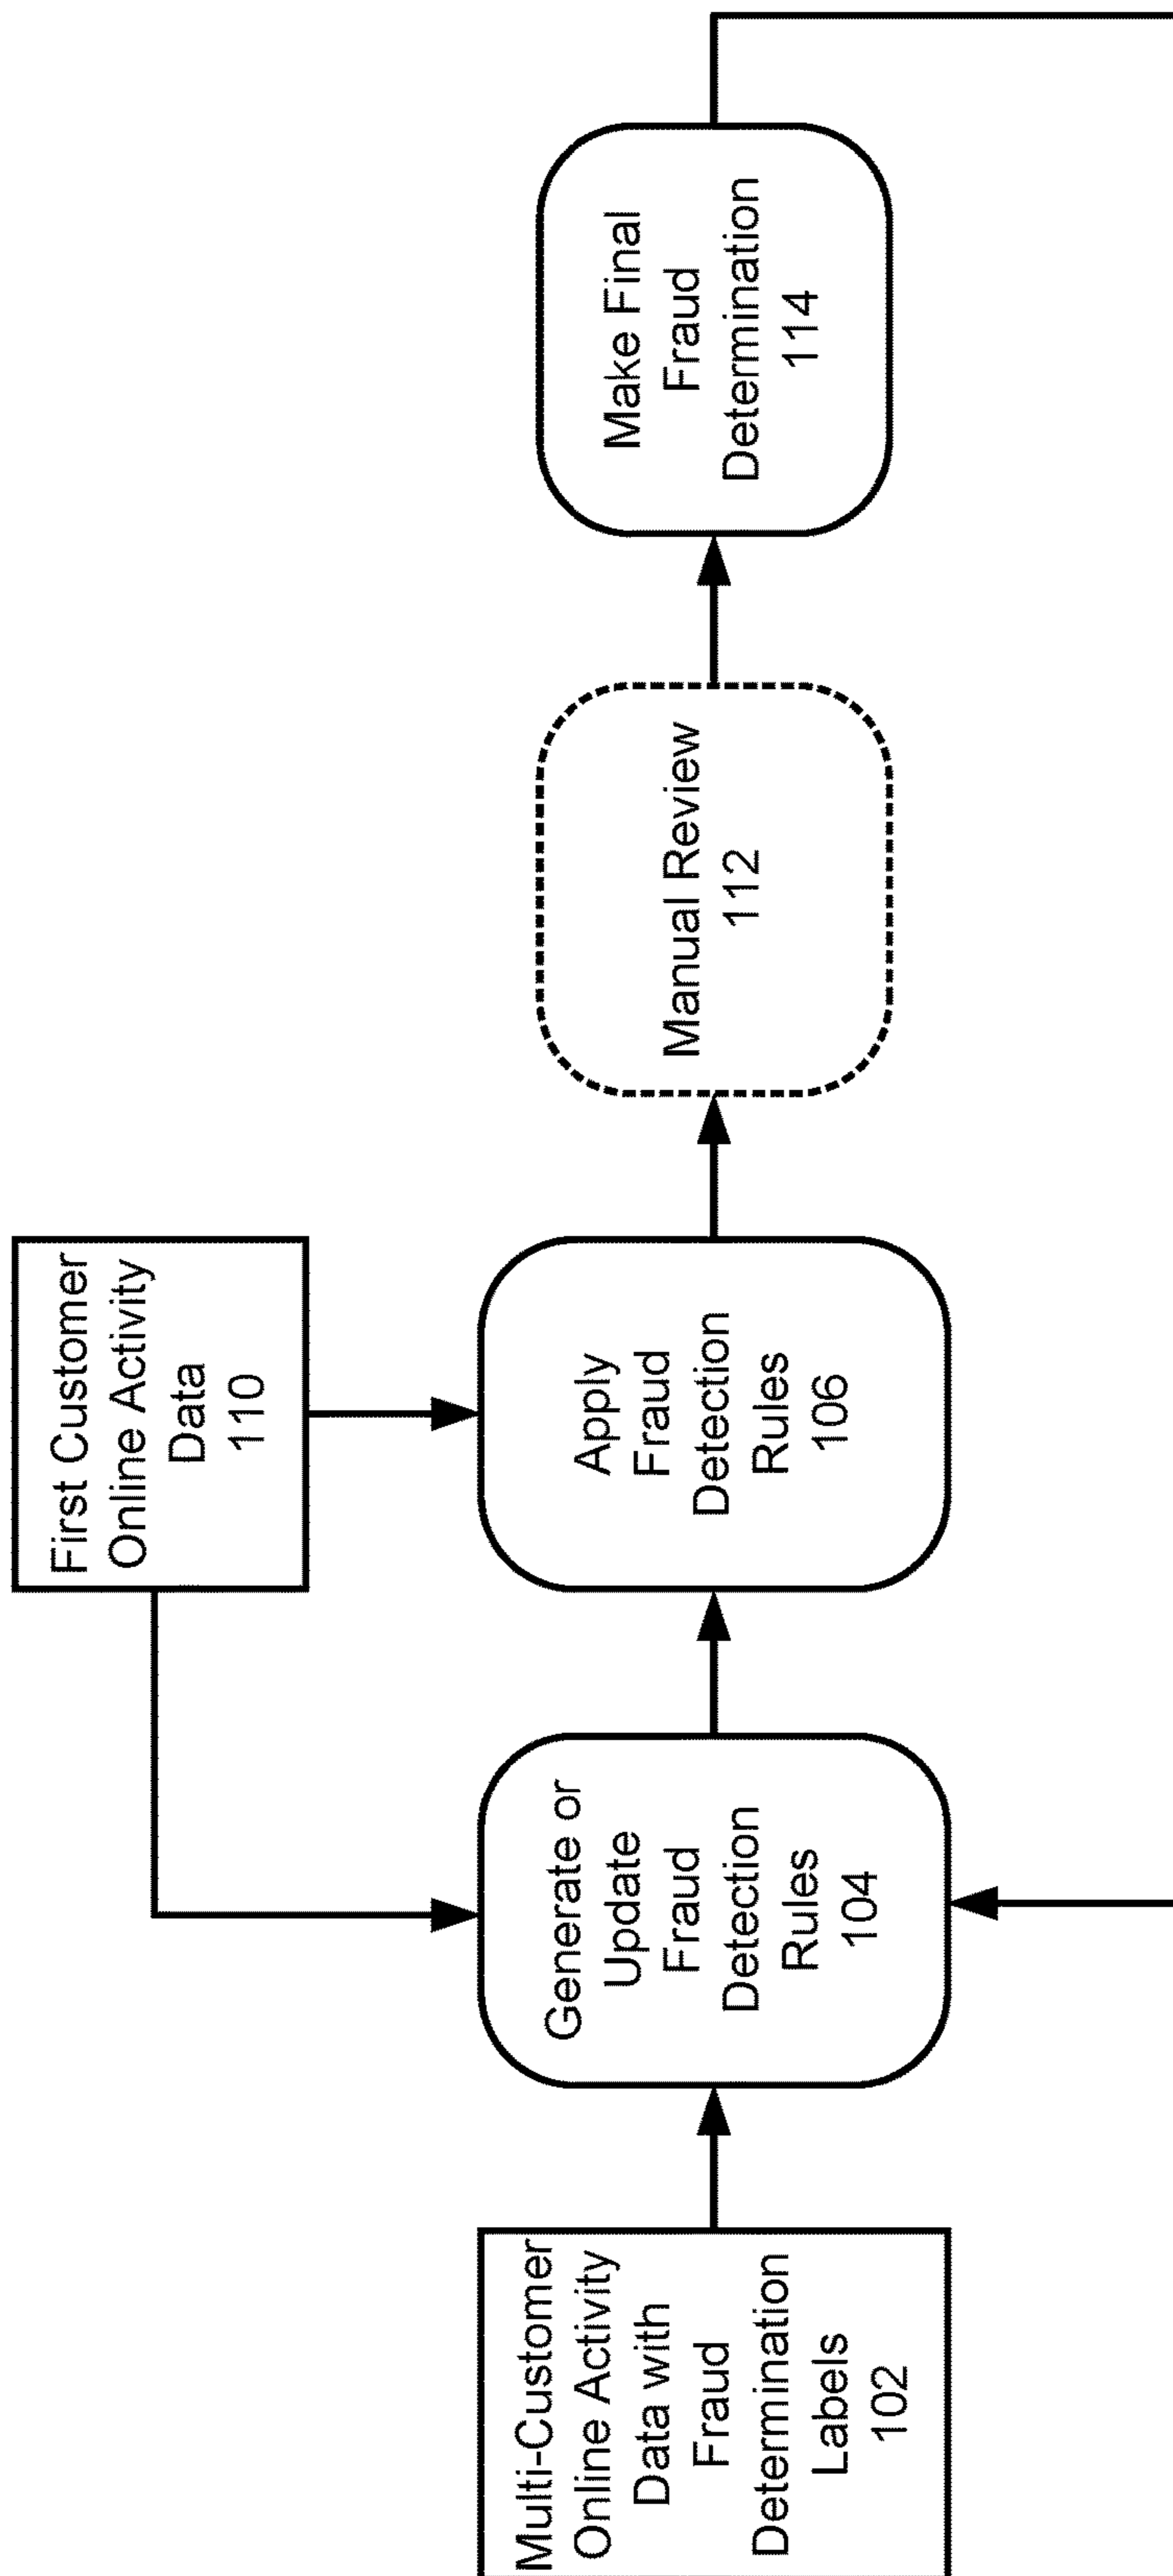 First Customer
Online Activity
Data
110
Multi-Customer
Online Activity
Data with
Fraud
Determination
Labels
102
Generate or
Update
Fraud
Detection
Rules
104
Apply
Fraud
Detection
Rules
106
Manual Review
112
Make Final
Fraud
Determination
114